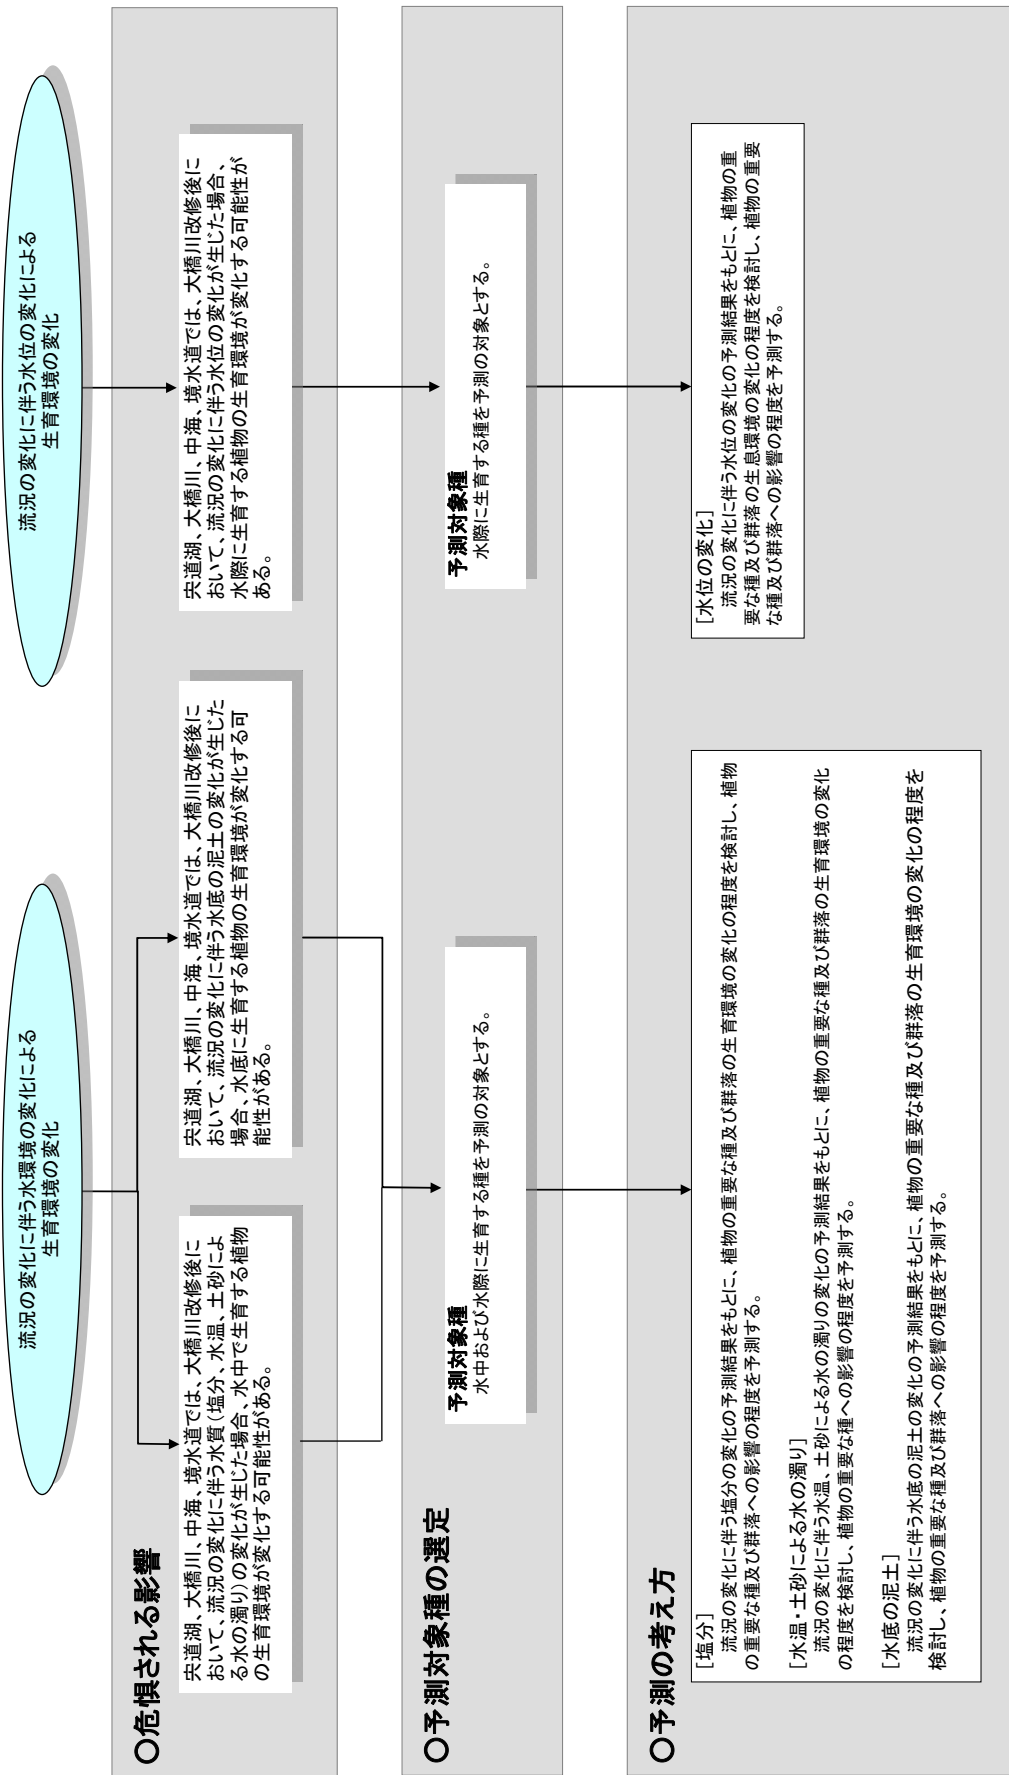 流況の変化に伴う水環境の変化による
生育環境の変化
流況の変化に伴う水位の変化による
生育環境の変化
○危惧される影響
宍道湖、大橋川、中海、境水道では、大橋川改修後に
おいて、流況の変化に伴う水質（塩分、水温、土砂によ
る水の濁り）の変化が生じた場合、水中で生育する植物
の生育環境が変化する可能性がある。
宍道湖、大橋川、中海、境水道では、大橋川改修後に
おいて、流況の変化に伴う水底の泥土の変化が生じた
場合、水底に生育する植物の生育環境が変化する可
能性がある。
宍道湖、大橋川、中海、境水道では、大橋川改修後に
おいて、流況の変化に伴う水位の変化が生じた場合、
水際に生育する植物の生育環境が変化する可能性が
ある。
○予測対象種の選定
予測対象種
水中および水際に生育する種を予測の対象とする。
予測対象種
水際に生育する種を予測の対象とする。
○予測の考え方
[塩分]
流況の変化に伴う塩分の変化の予測結果をもとに、植物の重要な種及び群落の生育環境の変化の程度を検討し、植物
の重要な種及び群落への影響の程度を予測する。
[水温・土砂による水の濁り]
流況の変化に伴う水温、土砂による水の濁りの変化の予測結果をもとに、植物の重要な種及び群落の生育環境の変化
の程度を検討し、植物の重要な種への影響の程度を予測する。
[水底の泥土]
流況の変化に伴う水底の泥土の変化の予測結果をもとに、植物の重要な種及び群落の生育環境の変化の程度を
検討し、植物の重要な種及び群落への影響の程度を予測する。
[水位の変化]
流況の変化に伴う水位の変化の予測結果をもとに、植物の重
要な種及び群落の生息環境の変化の程度を検討し、植物の重要
な種及び群落への影響の程度を予測する。